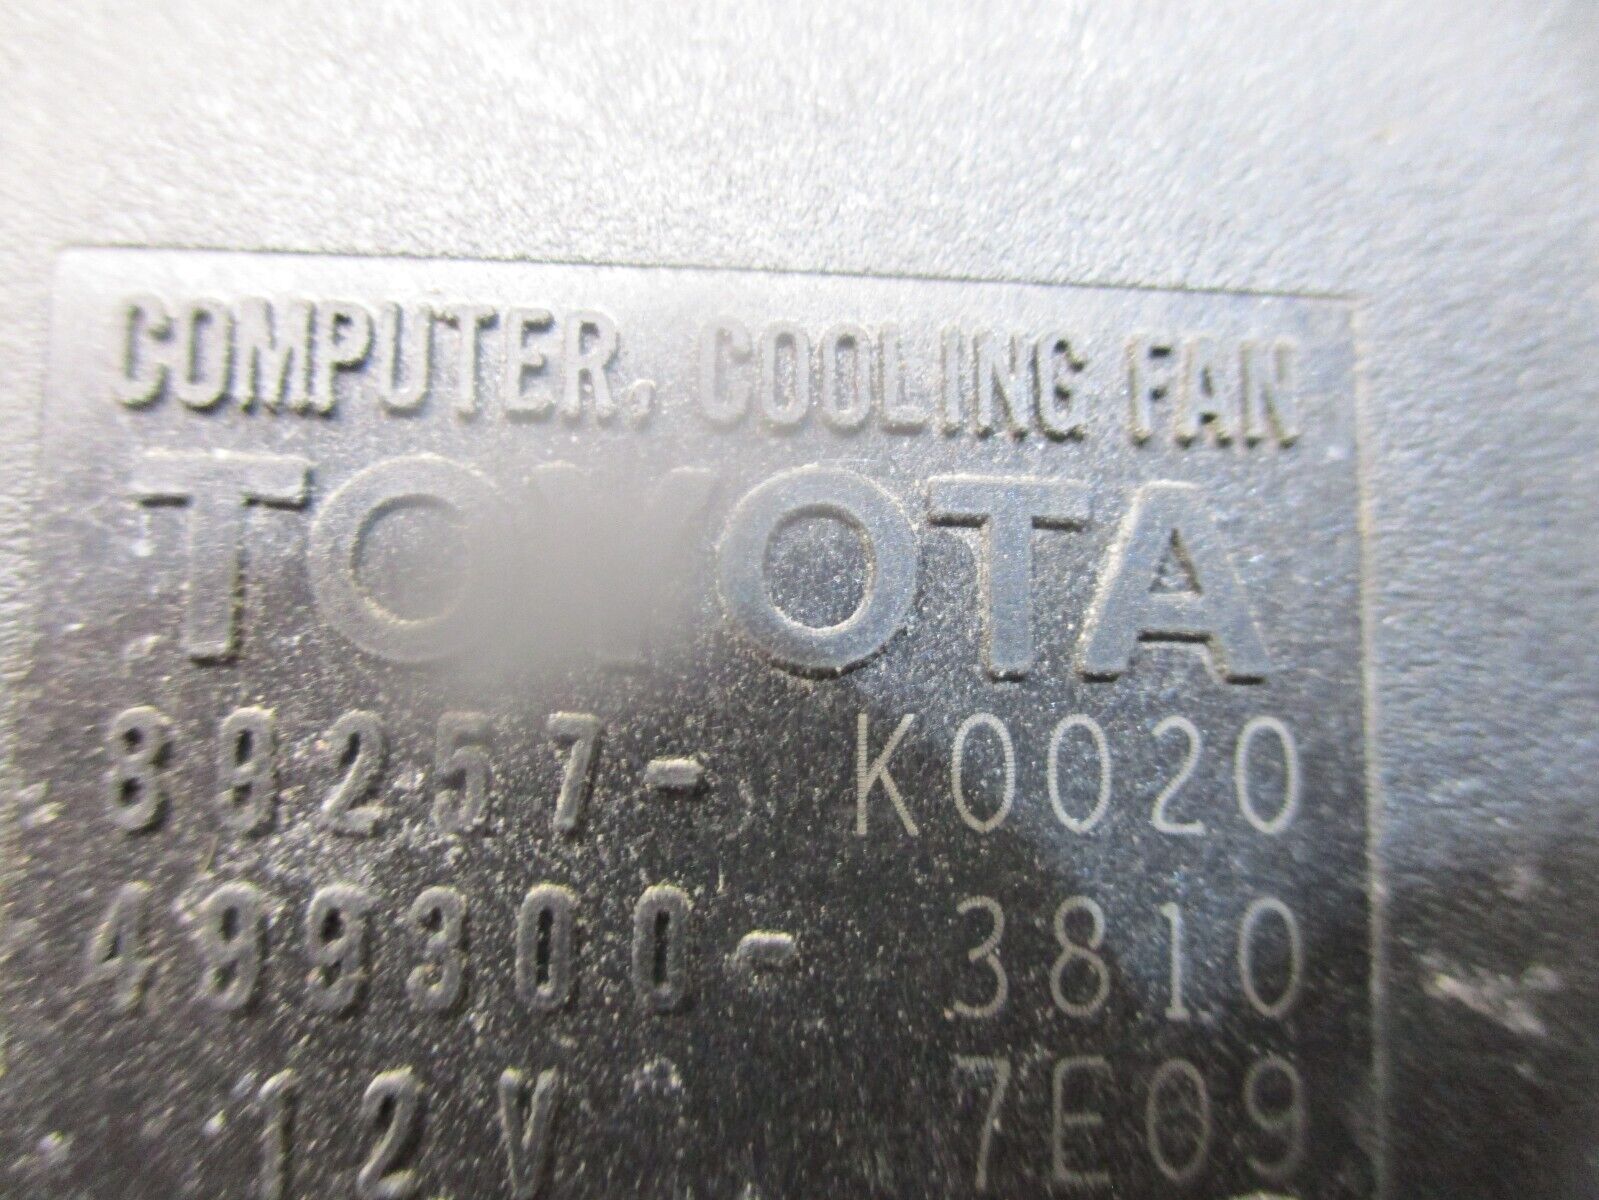 COMPUTER, COOLING FAN
TOYOTA
89257- K0020
499300- 3810
12V 7E09